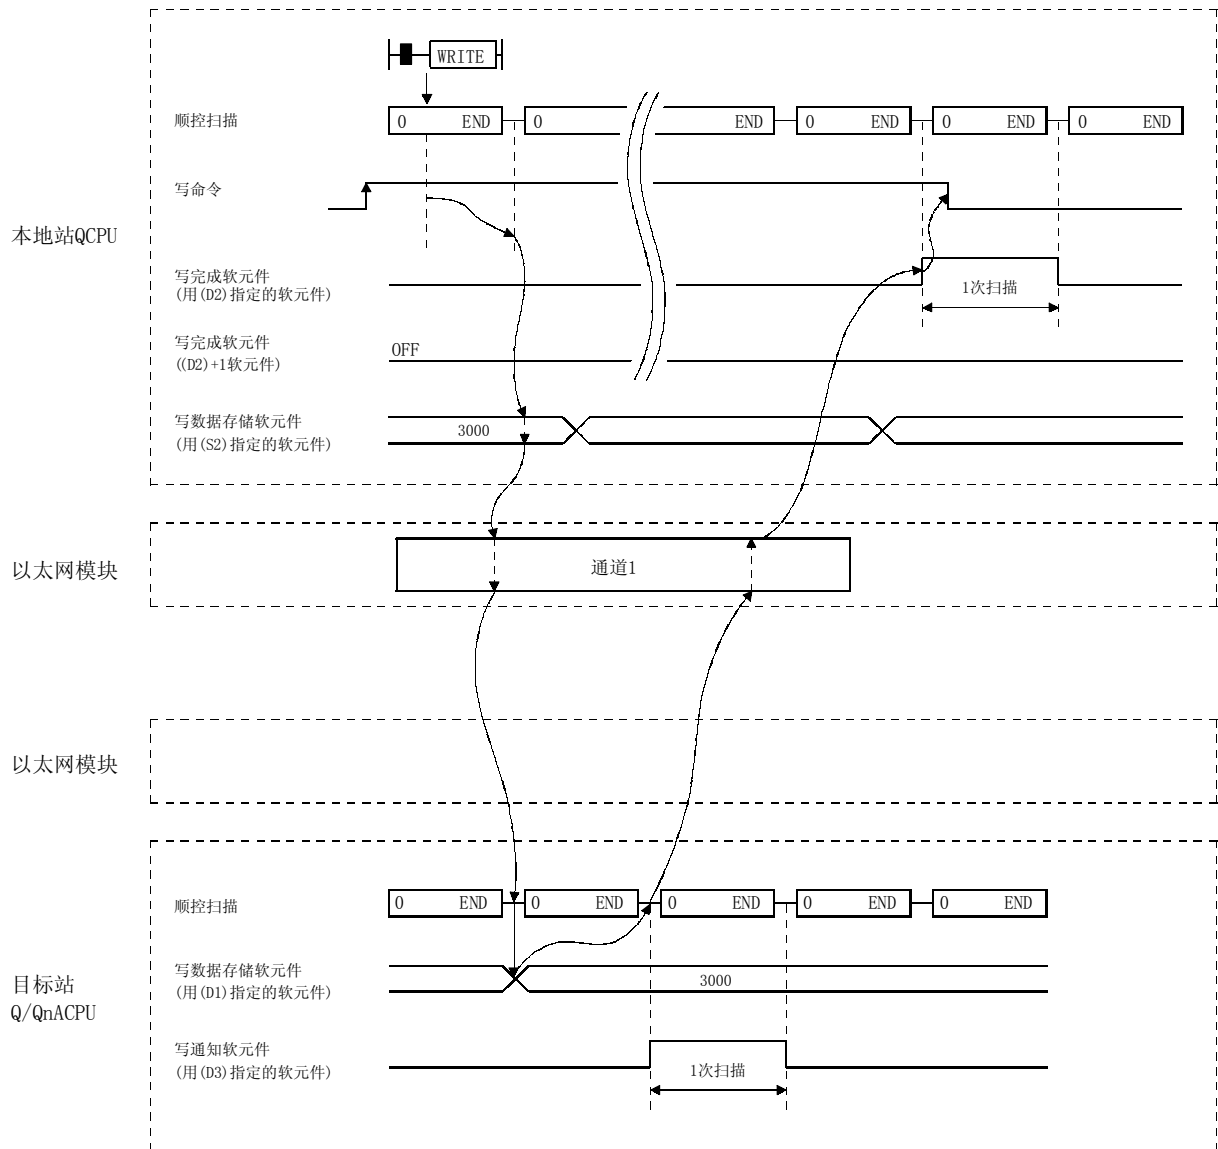 WRITE
顺控扫描
0 END 0 END 0 END 0 END 0 END
写命令
本地站QCPU
写完成软元件
(用(D2)指定的软元件)
1次扫描
写完成软元件
((D2)+1软元件)
OFF
写数据存储软元件
(用(S2)指定的软元件)
3000
以太网模块
通道1
以太网模块
顺控扫描
0 END 0 END 0 END 0 END 0 END
目标站
Q/QnACPU
写数据存储软元件
(用(D1)指定的软元件)
3000
写通知软元件
(用(D3)指定的软元件)
1次扫描